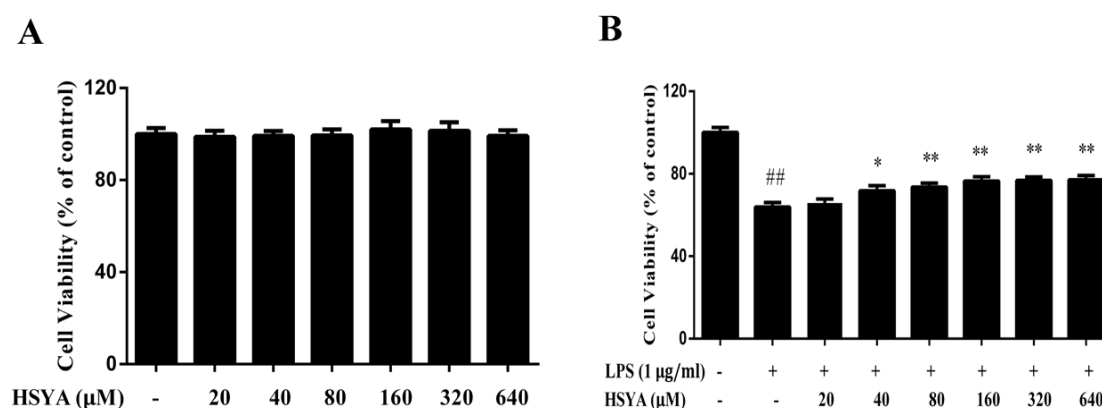 A
Cell Viability (% of control)
120
80
40
0
HSYA (μM) - 20 40 80 160 320 640
B
Cell Viability (% of control)
120
80
40
0
## * ** ** ** **
LPS (1 μg/ml) - + + + + + + +
HSYA (μM) - - 20 40 80 160 320 640